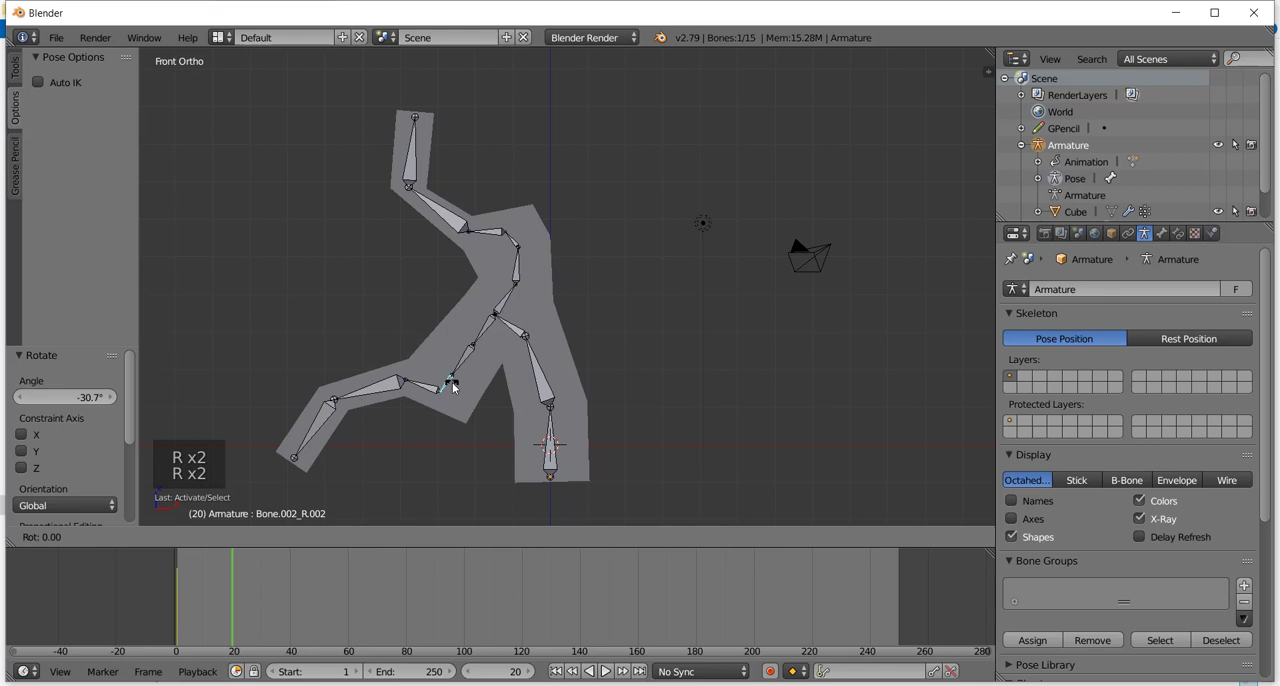 Blender
File Render Window Help Default Scene Blender Render v2.79 | Bones:1/15 | Mem:15.28M | Armature
Tools
Options
Grease Pencil
Pose Options
Auto IK
Rotate
Angle
-30.7°
Constraint Axis
X
Y
Z
Orientation
Global
Front Ortho
R x2
R x2
Last: Activate/Select
(20) Armature : Bone.002_R.002
Rot: 0.00
-40 -20 0 20 40 60 80 100 120 140 160 180 200 220 240 260 280
View Marker Frame Playback Start: 1 End: 250 20 No Sync
View Search All Scenes
Scene
RenderLayers
World
GPencil
Armature
Animation
Pose
Armature
Cube
Armature Armature
Armature F
Skeleton
Pose Position Rest Position
Layers:
Protected Layers:
Display
Octahed... Stick B-Bone Envelope Wire
Names Colors
Axes X-Ray
Shapes Delay Refresh
Bone Groups
Assign Remove Select Deselect
Pose Library